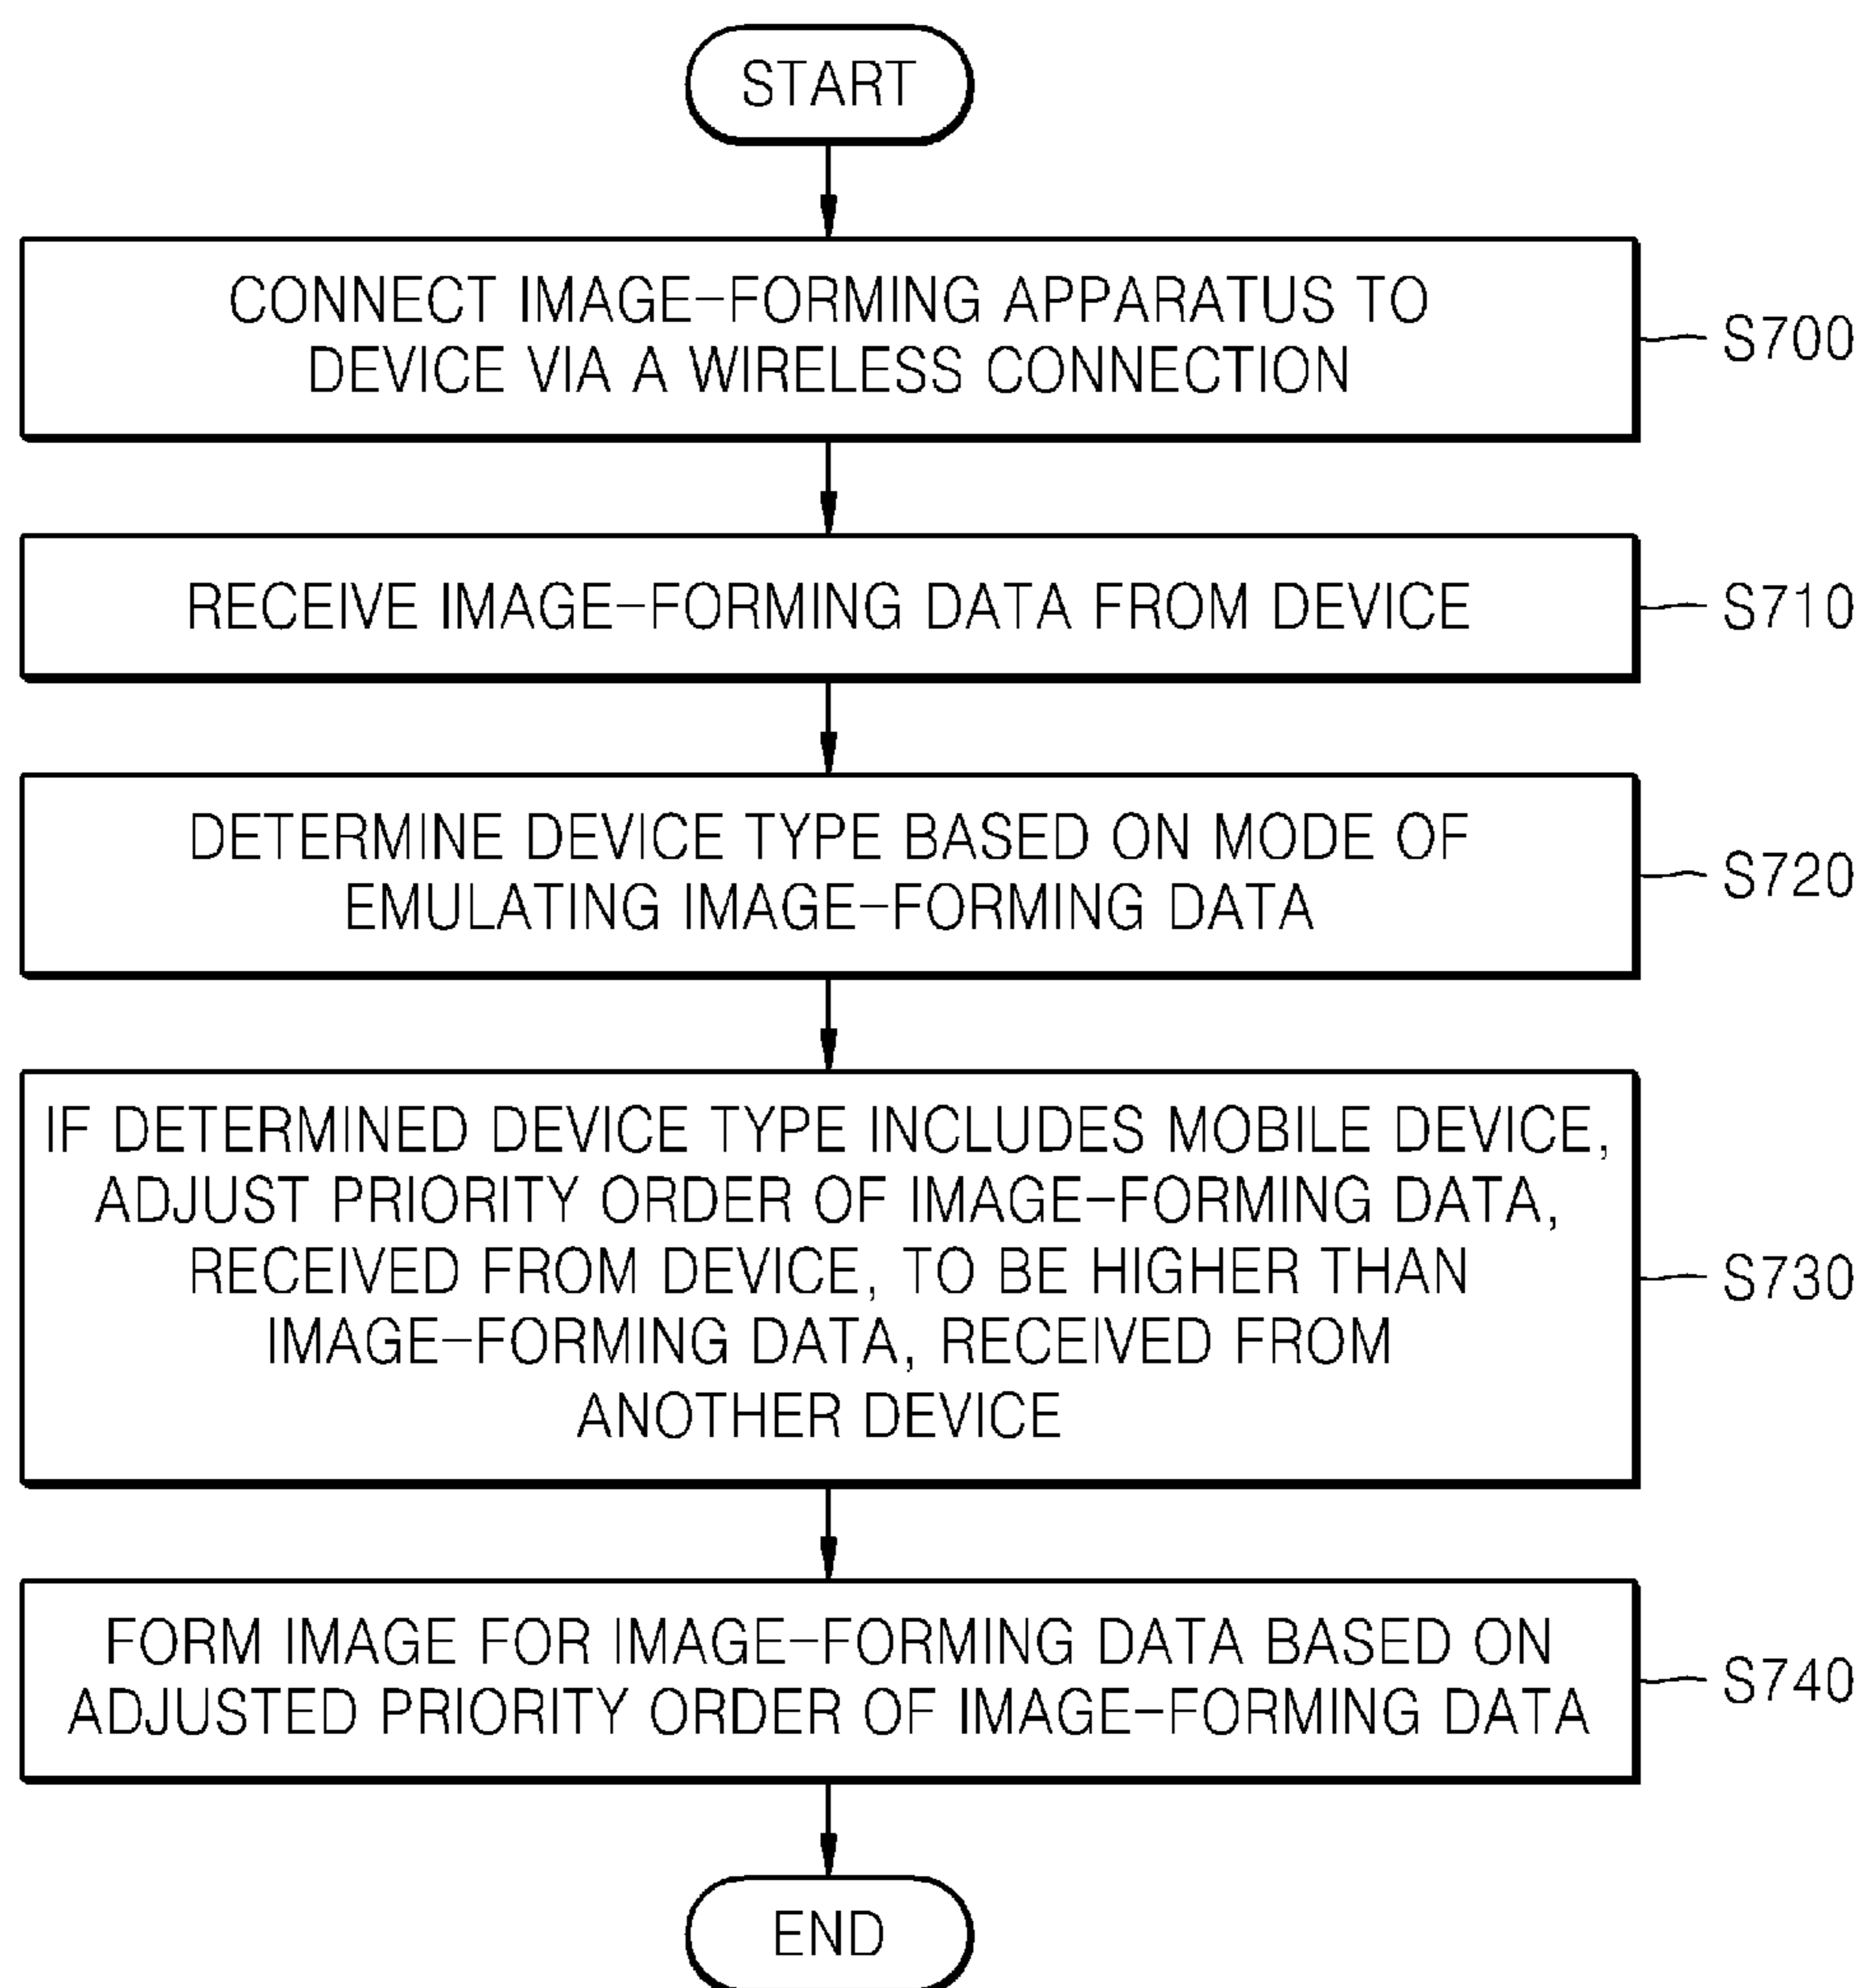 START
CONNECT IMAGE-FORMING APPARATUS TO
DEVICE VIA A WIRELESS CONNECTION
S700
RECEIVE IMAGE-FORMING DATA FROM DEVICE
S710
DETERMINE DEVICE TYPE BASED ON MODE OF
EMULATING IMAGE-FORMING DATA
S720
IF DETERMINED DEVICE TYPE INCLUDES MOBILE DEVICE,
ADJUST PRIORITY ORDER OF IMAGE-FORMING DATA,
RECEIVED FROM DEVICE, TO BE HIGHER THAN
IMAGE-FORMING DATA, RECEIVED FROM
ANOTHER DEVICE
S730
FORM IMAGE FOR IMAGE-FORMING DATA BASED ON
ADJUSTED PRIORITY ORDER OF IMAGE-FORMING DATA
S740
END